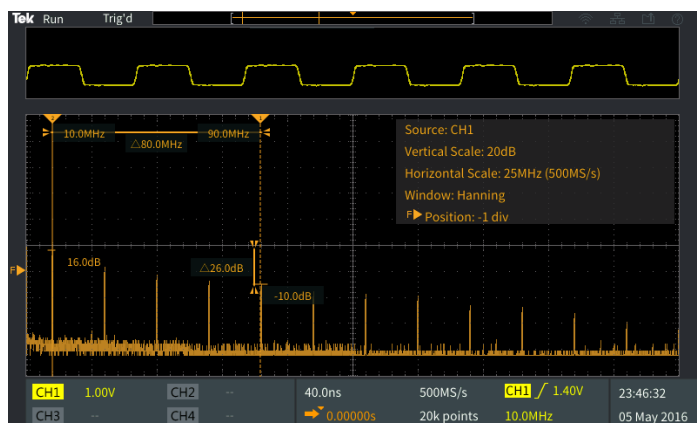 Tek Run Trig'd
2 1
10.0MHz 90.0MHz
△80.0MHz
Source: CH1
Vertical Scale: 20dB
Horizontal Scale: 25MHz (500MS/s)
Window: Hanning
F Position: -1 div
16.0dB △26.0dB
F
-10.0dB
CH1 1.00V CH2 -- 40.0ns 500MS/s CH1 / 1.40V 23:46:32
CH3 -- CH4 -- 0.00000s 20k points 10.0MHz 05 May 2016